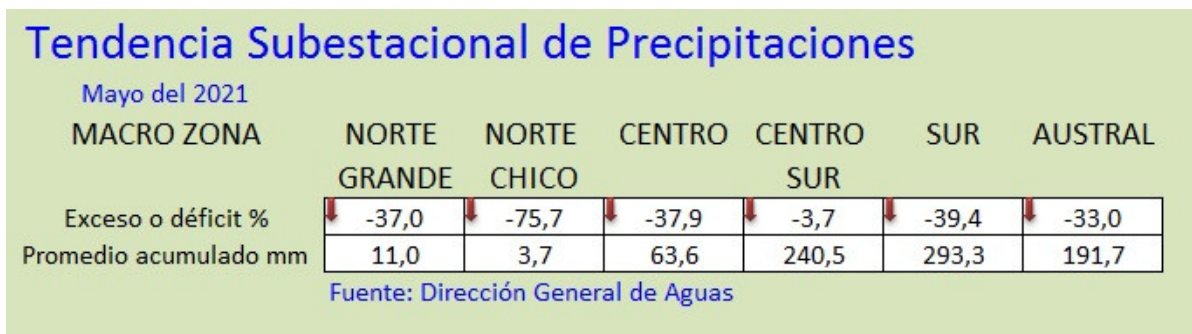 Tendencia Subestacional de Precipitaciones
Mayo del 2021
MACRO ZONA NORTE NORTE CENTRO CENTRO SUR AUSTRAL
GRANDE CHICO SUR
Exceso o déficit % -37,0 -75,7 -37,9 -3,7 -39,4 -33,0
Promedio acumulado mm 11,0 3,7 63,6 240,5 293,3 191,7
Fuente: Dirección General de Aguas